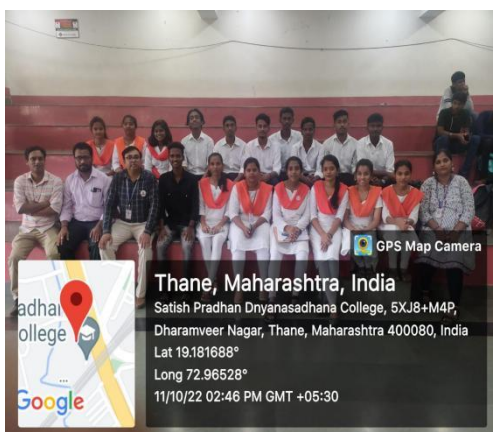 GPS Map Camera
Thane, Maharashtra, India
Satish Pradhan Dnyanasadhana College, 5XJ8+M4P,
Dharamveer Nagar, Thane, Maharashtra 400080, India
Lat 19.181688°
Long 72.96528°
11/10/22 02:46 PM GMT +05:30
adhan
ollege
Google